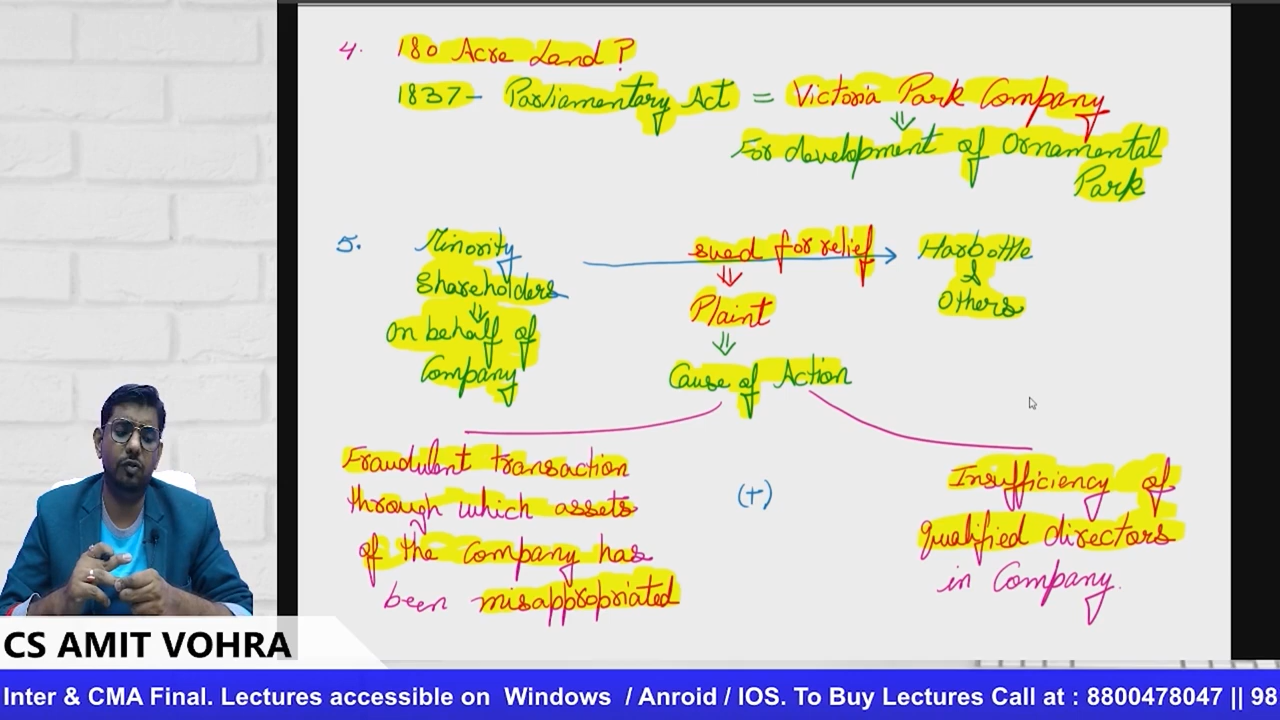 4. 180 Acre Land ?
1837 - Parliamentary Act = Victoria Park Company
For development of Ornamental
Park
5. Minority
Shareholders
on behalf of
Company
sued for relief
Plaint
Cause of Action
Harbottle
&
Others
Fraudulent transaction
through which assets
of the Company has
been misappropriated
(+)
Insufficiency of
qualified directors
in Company.
CS AMIT VOHRA
Inter & CMA Final. Lectures accessible on Windows / Anroid / IOS. To Buy Lectures Call at : 8800478047 || 98